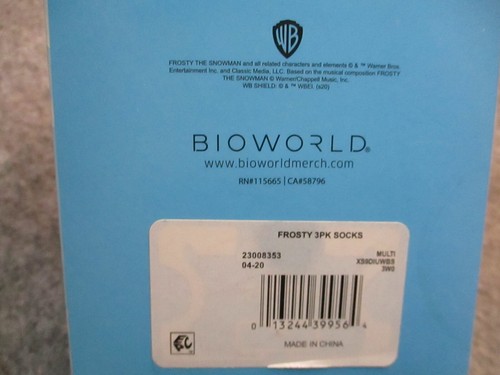 WB
FROSTY THE SNOWMAN and all related characters and elements © & ™ Warner Bros.
Entertainment Inc. and Classic Media, LLC. Based on the musical composition FROSTY
THE SNOWMAN © Warner/Chappell Music, Inc.
WB SHIELD: © & ™ WBEI. (s20)
BIOWORLD®
www.bioworldmerch.com
RN#115665 | CA#58796
FROSTY 3PK SOCKS
23008353 MULTI
04-20
3W0
0 13244 39956 4
MADE IN CHINA